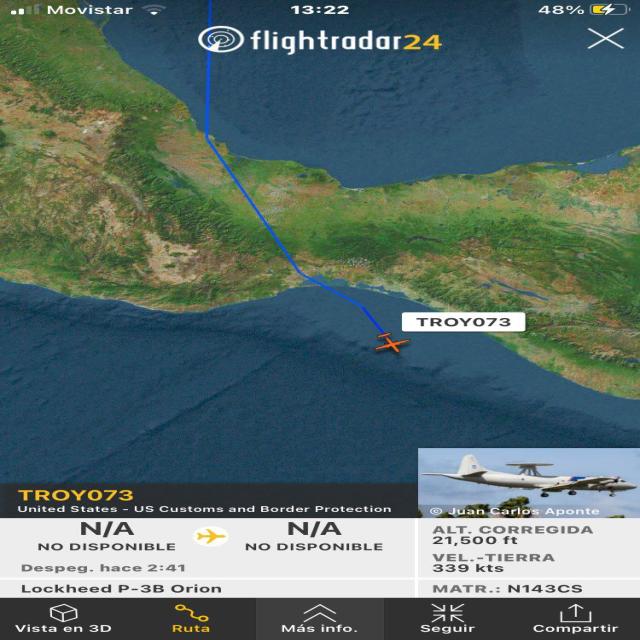 Movistar 13:22 48%
flightradar24
TROY073
TROY073
United States - US Customs and Border Protection
© Juan Carlos Aponte
N/A
NO DISPONIBLE
N/A
NO DISPONIBLE
Despeg. hace 2:41
Lockheed P-3B Orion
ALT. CORREGIDA
21,500 ft
VEL.-TIERRA
339 kts
MATR.: N143CS
Vista en 3D
Ruta
Más info.
Seguir
Compartir